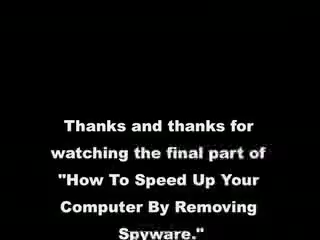 Thanks and thanks for
watching the final part of
"How To Speed Up Your
Computer By Removing
Spyware."